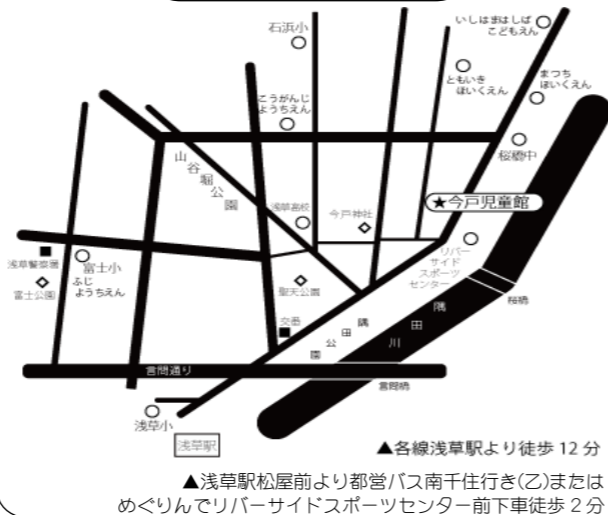 石浜小
いしはまはしば
こどもえん
ともいき
ほいくえん
まつち
ほいくえん
こうがんじ
ようちえん
桜橋中
山谷堀公園
浅草高校
今戸神社
★今戸児童館
リバー
サイド
スポーツ
センター
浅草警察署
富士小
ふじ
ようちえん
富士公園
聖天公園
桜橋
交番
隅田公園
隅田川
言問通り
言問橋
浅草小
浅草駅
▲各線浅草駅より徒歩 12 分
▲浅草駅松屋前より都営バス南千住行き(乙)または
めぐりんでリバーサイドスポーツセンター前下車徒歩 2 分